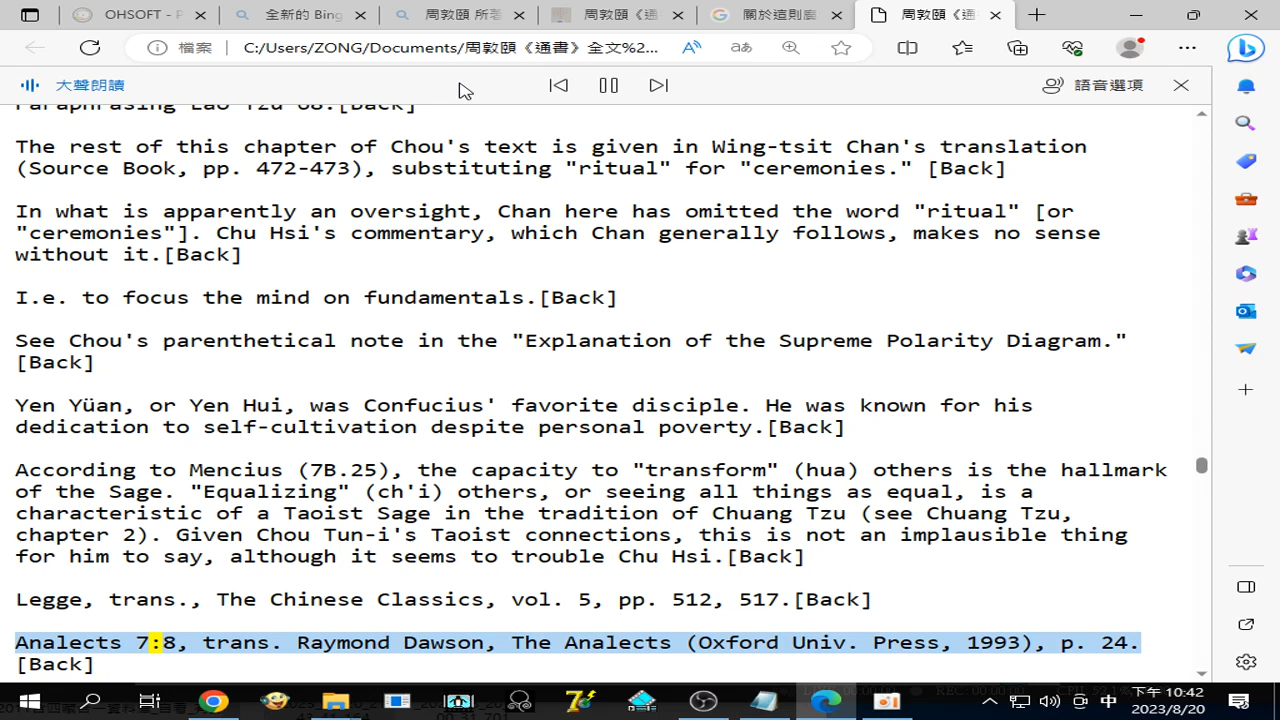 OHSOFT - P
全新的 Bing
周敦頤 所著
周敦頤《通
關於這則廣
周敦頤《通
檔案
C:/Users/ZONG/Documents/周敦頤《通書》全文%2...
大聲朗讀
語音選項
Paraphrasing Lao Tzu 68.[Back]
The rest of this chapter of Chou's text is given in Wing-tsit Chan's translation
(Source Book, pp. 472-473), substituting "ritual" for "ceremonies." [Back]
In what is apparently an oversight, Chan here has omitted the word "ritual" [or
"ceremonies"]. Chu Hsi's commentary, which Chan generally follows, makes no sense
without it.[Back]
I.e. to focus the mind on fundamentals.[Back]
See Chou's parenthetical note in the "Explanation of the Supreme Polarity Diagram."
[Back]
Yen Yüan, or Yen Hui, was Confucius' favorite disciple. He was known for his
dedication to self-cultivation despite personal poverty.[Back]
According to Mencius (7B.25), the capacity to "transform" (hua) others is the hallmark
of the Sage. "Equalizing" (ch'i) others, or seeing all things as equal, is a
characteristic of a Taoist Sage in the tradition of Chuang Tzu (see Chuang Tzu,
chapter 2). Given Chou Tun-i's Taoist connections, this is not an implausible thing
for him to say, although it seems to trouble Chu Hsi.[Back]
Legge, trans., The Chinese Classics, vol. 5, pp. 512, 517.[Back]
Analects 7:8, trans. Raymond Dawson, The Analects (Oxford Univ. Press, 1993), p. 24.
[Back]
中
下午 10:42
2023/8/20